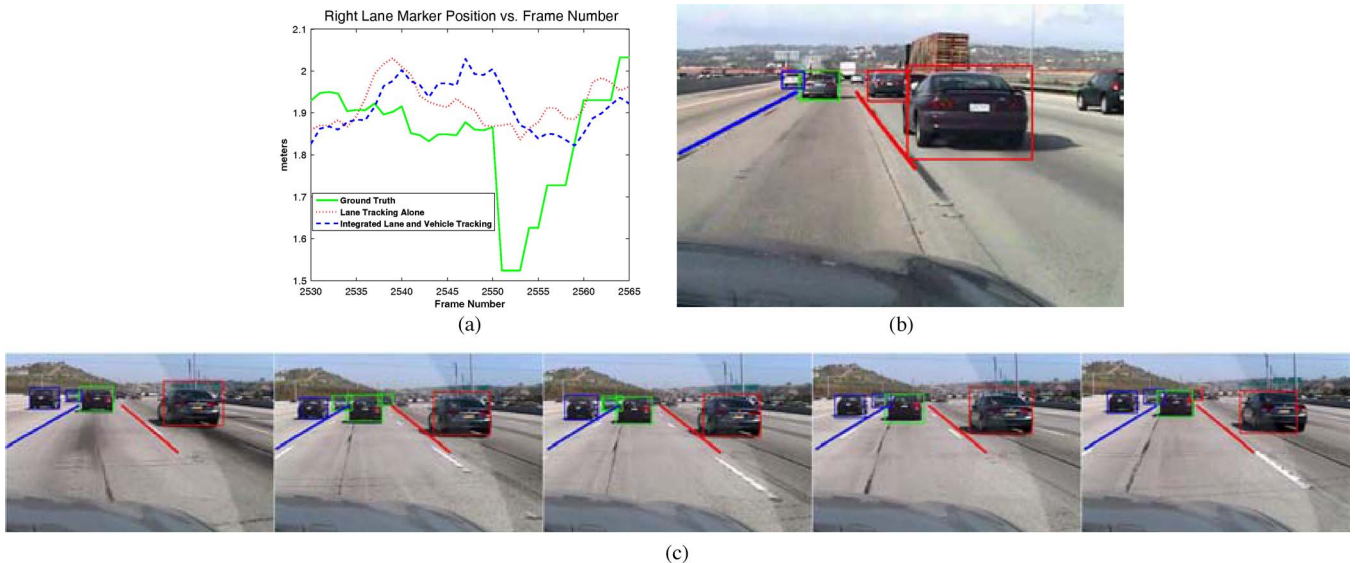 Right Lane Marker Position vs. Frame Number
2.1
2
1.9
1.8
1.7
1.6
1.5
meters
Ground Truth
Lane Tracking Alone
Integrated Lane and Vehicle Tracking
2530 2535 2540 2545 2550 2555 2560 2565
Frame Number
(a)
(b)
(c)